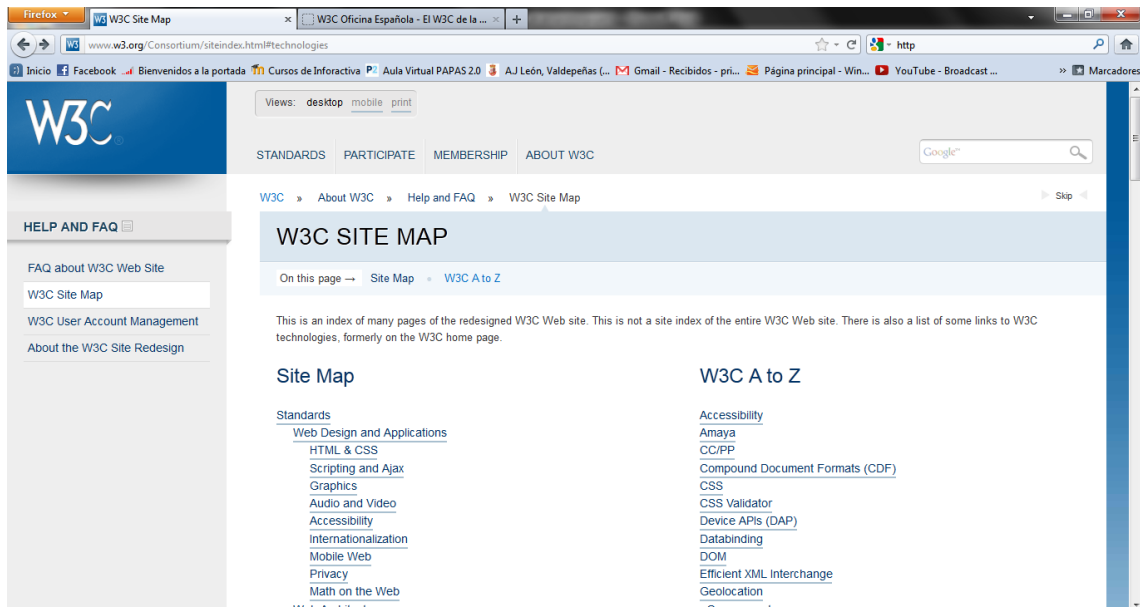 Firefox
W3C Site Map
W3C Oficina Española - El W3C de la ...
www.w3.org/Consortium/siteindex.html#technologies
http
Inicio Facebook Bienvenidos a la portada Cursos de Inforactiva Aula Virtual PAPAS 2.0 A.J León, Valdepeñas (... Gmail - Recibidos - pri... Página principal - Win... YouTube - Broadcast ... » Marcadores
W3C
Views: desktop mobile print
STANDARDS PARTICIPATE MEMBERSHIP ABOUT W3C
Google
W3C » About W3C » Help and FAQ » W3C Site Map
Skip
HELP AND FAQ
FAQ about W3C Web Site
W3C Site Map
W3C User Account Management
About the W3C Site Redesign
W3C SITE MAP
On this page → Site Map W3C A to Z
This is an index of many pages of the redesigned W3C Web site. This is not a site index of the entire W3C Web site. There is also a list of some links to W3C
technologies, formerly on the W3C home page.
Site Map
Standards
Web Design and Applications
HTML & CSS
Scripting and Ajax
Graphics
Audio and Video
Accessibility
Internationalization
Mobile Web
Privacy
Math on the Web
W3C A to Z
Accessibility
Amaya
CC/PP
Compound Document Formats (CDF)
CSS
CSS Validator
Device APIs (DAP)
Databinding
DOM
Efficient XML Interchange
Geolocation